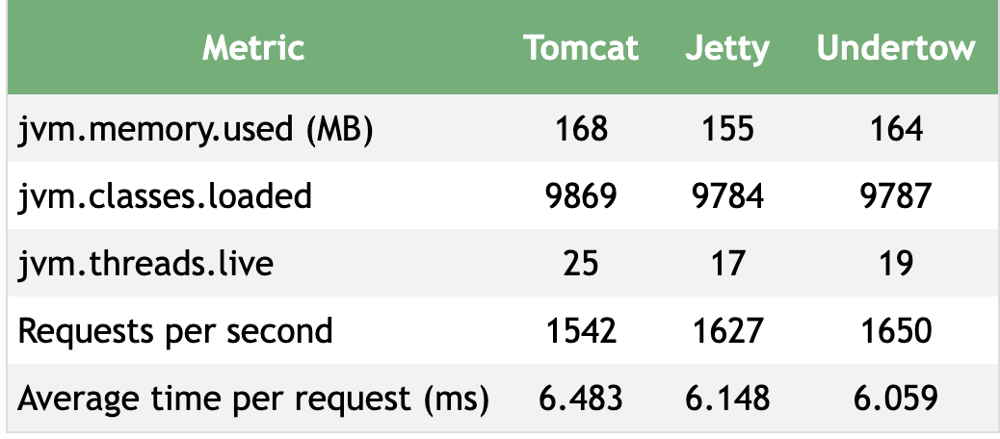 Metric Tomcat Jetty Undertow
jvm.memory.used (MB) 168 155 164
jvm.classes.loaded 9869 9784 9787
jvm.threads.live 25 17 19
Requests per second 1542 1627 1650
Average time per request (ms) 6.483 6.148 6.059